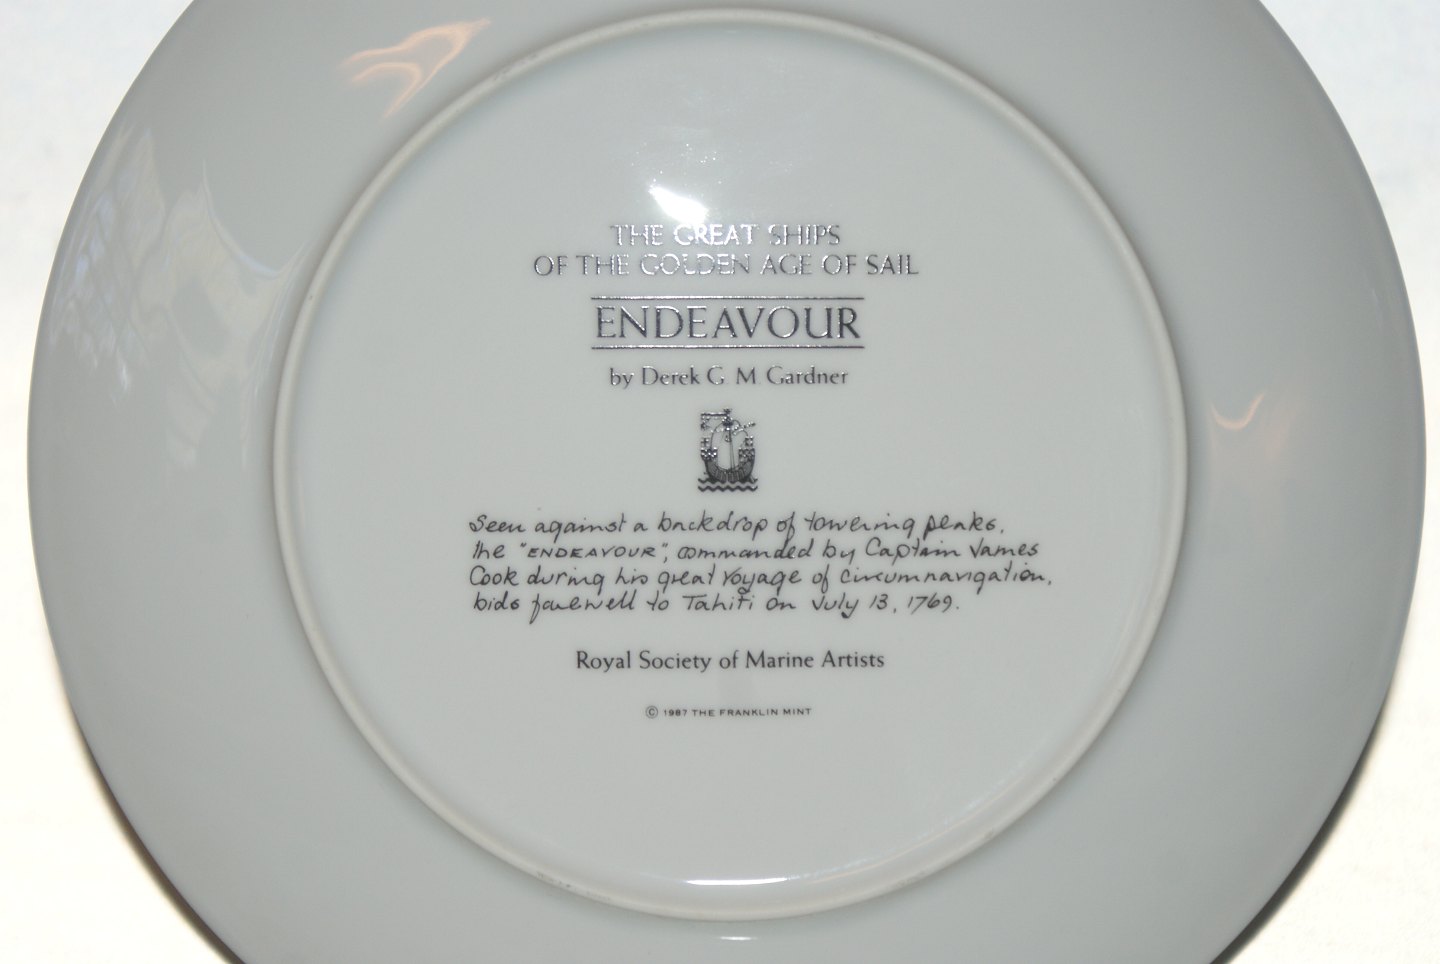 THE GREAT SHIPS
OF THE GOLDEN AGE OF SAIL
ENDEAVOUR
by Derek G. M. Gardner
Seen against a backdrop of towering peaks,
the "ENDEAVOUR", commanded by Captain James
Cook during his great voyage of circumnavigation,
bids farewell to Tahiti on July 13, 1769.
Royal Society of Marine Artists
© 1987 THE FRANKLIN MINT